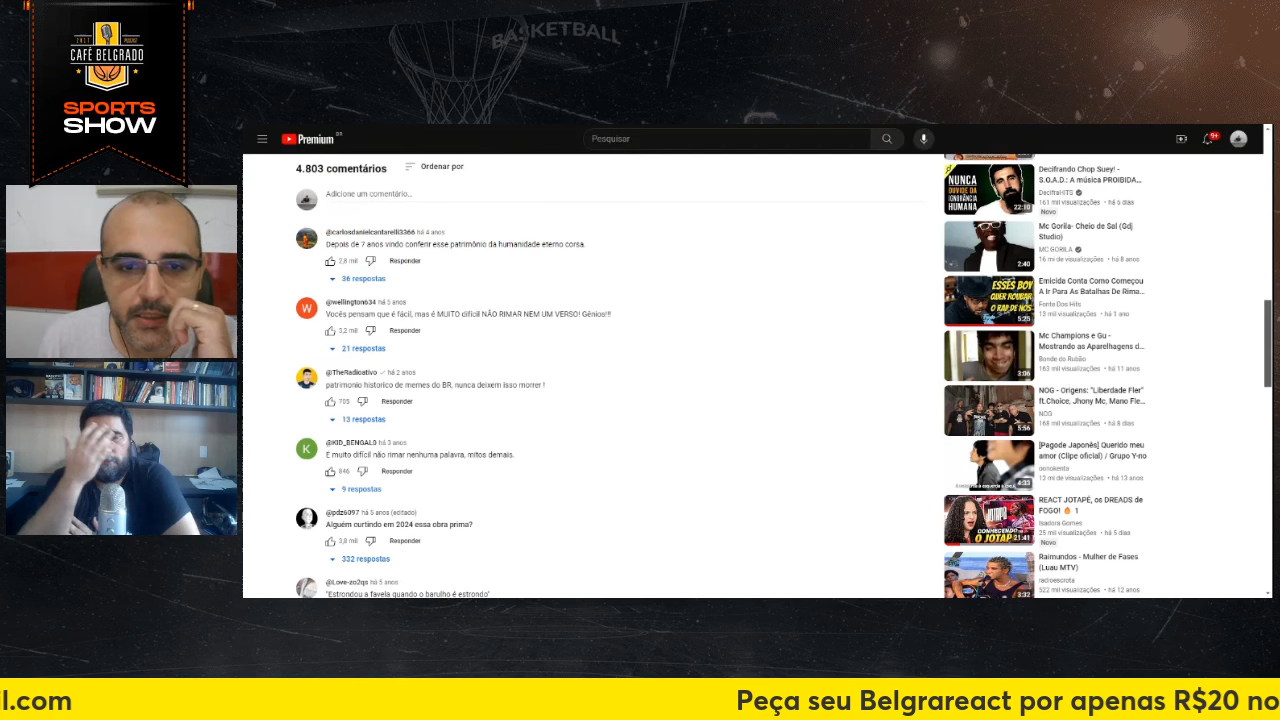 BASKETBALL
CAFÉ BELGRADO
SPORTS
SHOW
Premium
BR
Pesquisar
9+
4.803 comentários
Ordenar por
Adicione um comentário...
@carlosdanielcantarelli3366 há 4 anos
Depois de 7 anos vindo conferir esse patrimônio da humanidade eterno corsa.
2,8 mil
Responder
36 respostas
W
@wellington634 há 5 anos
Vocês pensam que é fácil, mas é MUITO difícil NÃO RIMAR NEM UM VERSO! Gênios!!!
3,2 mil
Responder
21 respostas
@TheRadioativo há 2 anos
patrimonio historico de memes do BR, nunca deixem isso morrer !
705
Responder
13 respostas
K
@KID_BENGAL0 há 3 anos
É muito difícil não rimar nenhuma palavra, mitos demais.
846
Responder
9 respostas
@pdz6097 há 5 anos (editado)
Alguém curtindo em 2024 essa obra prima?
3,8 mil
Responder
332 respostas
@Love-zo2qs há 5 anos
"Estrondou a favela quando o barulho é estrondo"
NUNCA
DUVIDE DA
IGNORÂNCIA
HUMANA
22:10
Decifrando Chop Suey! -
S.O.A.D.: A música PROIBIDA...
DecifraHITS
161 mil visualizações • há 6 dias
Novo
2:40
Mc Gorila- Cheio de Sal (Gdj
Studio)
MC GORILA
16 mi de visualizações • há 8 anos
ESSES BOY
QUER ROUBAR
O RAP DE NÓS
5:25
Emicida Conta Como Começou
A Ir Para As Batalhas De Rima...
Fonte Dos Hits
13 mil visualizações • há 1 ano
3:06
Mc Champions e Gu -
Mostrando as Aparelhagens d...
Bonde do Rubão
163 mil visualizações • há 11 anos
5:56
NOG - Origens: "Liberdade Fler"
ft.Choice, Jhony Mc, Mano Fle...
NOG
168 mil visualizações • há 8 dias
4:33
[Pagode Japonês] Querido meu
amor (Clipe oficial) / Grupo Y-no
nonokenta
12 mi de visualizações • há 13 anos
CONHECENDO
O JOTAPÊ
21:41
REACT JOTAPÊ, os DREADS de
FOGO! 🔥 1
Isadora Gomes
25 mil visualizações • há 5 dias
Novo
3:32
Raimundos - Mulher de Fases
(Luau MTV)
radioescrota
522 mil visualizações • há 12 anos
il.com
Peça seu Belgrareact por apenas R$20 no